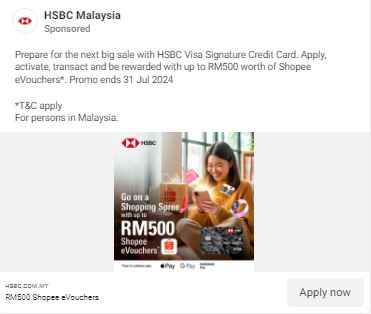 HSBC Malaysia
Sponsored
Prepare for the next big sale with HSBC Visa Signature Credit Card. Apply,
activate, transact and be rewarded with up to RM500 worth of Shopee
eVouchers*. Promo ends 31 Jul 2024
*T&C apply
For persons in Malaysia.
HSBC
Go on a
Shopping Spree
with up to
RM500
Shopee
eVouchers*
Pay
G Pay
HSBC.COM.MY
RM500 Shopee eVouchers
Apply now